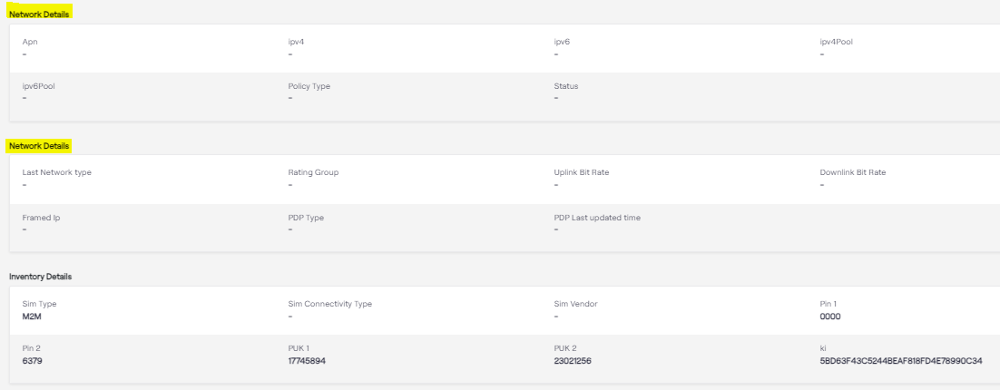 Network Details
Apn ipv4 ipv6 ipv4Pool
- - - -
ipv6Pool Policy Type Status
- - -
Network Details
Last Network type Rating Group Uplink Bit Rate Downlink Bit Rate
- - - -
Framed Ip PDP Type PDP Last updated time
- - -
Inventory Details
Sim Type Sim Connectivity Type Sim Vendor Pin 1
M2M - - 0000
Pin 2 PUK 1 PUK 2 ki
6379 17745894 23021256 5BD63F43C5244BEAF818FD4E78990C34